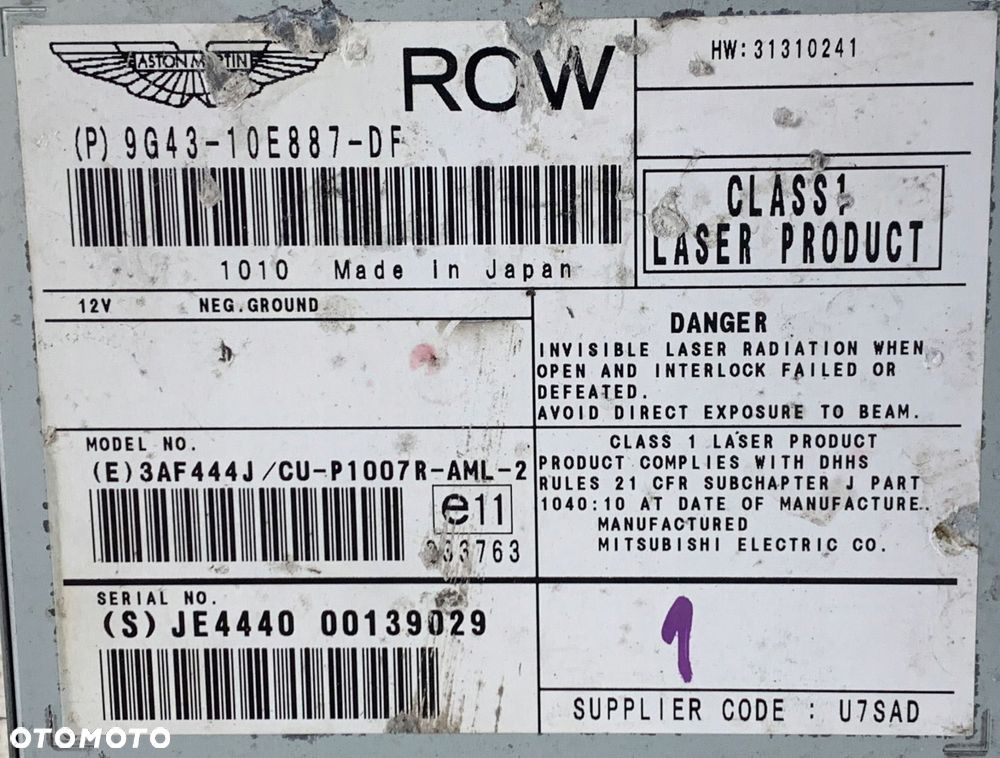 ASTON MARTIN
ROW
HW: 31310241
(P) 9G43-10E887-DF
CLASS1
LASER PRODUCT
1010 Made in Japan
12V NEG.GROUND
DANGER
INVISIBLE LASER RADIATION WHEN
OPEN AND INTERLOCK FAILED OR
DEFEATED.
AVOID DIRECT EXPOSURE TO BEAM.
MODEL NO.
(E)3AF444J/CU-P1007R-AML-2
e11
CLASS 1 LASER PRODUCT
PRODUCT COMPLIES WITH DHHS
RULES 21 CFR SUBCHAPTER J PART
1040:10 AT DATE OF MANUFACTURE..
MANUFACTURED
MITSUBISHI ELECTRIC CO.
SERIAL NO.
(S) JE4440 00139029
1
SUPPLIER CODE : U7SAD
OTOMOTO